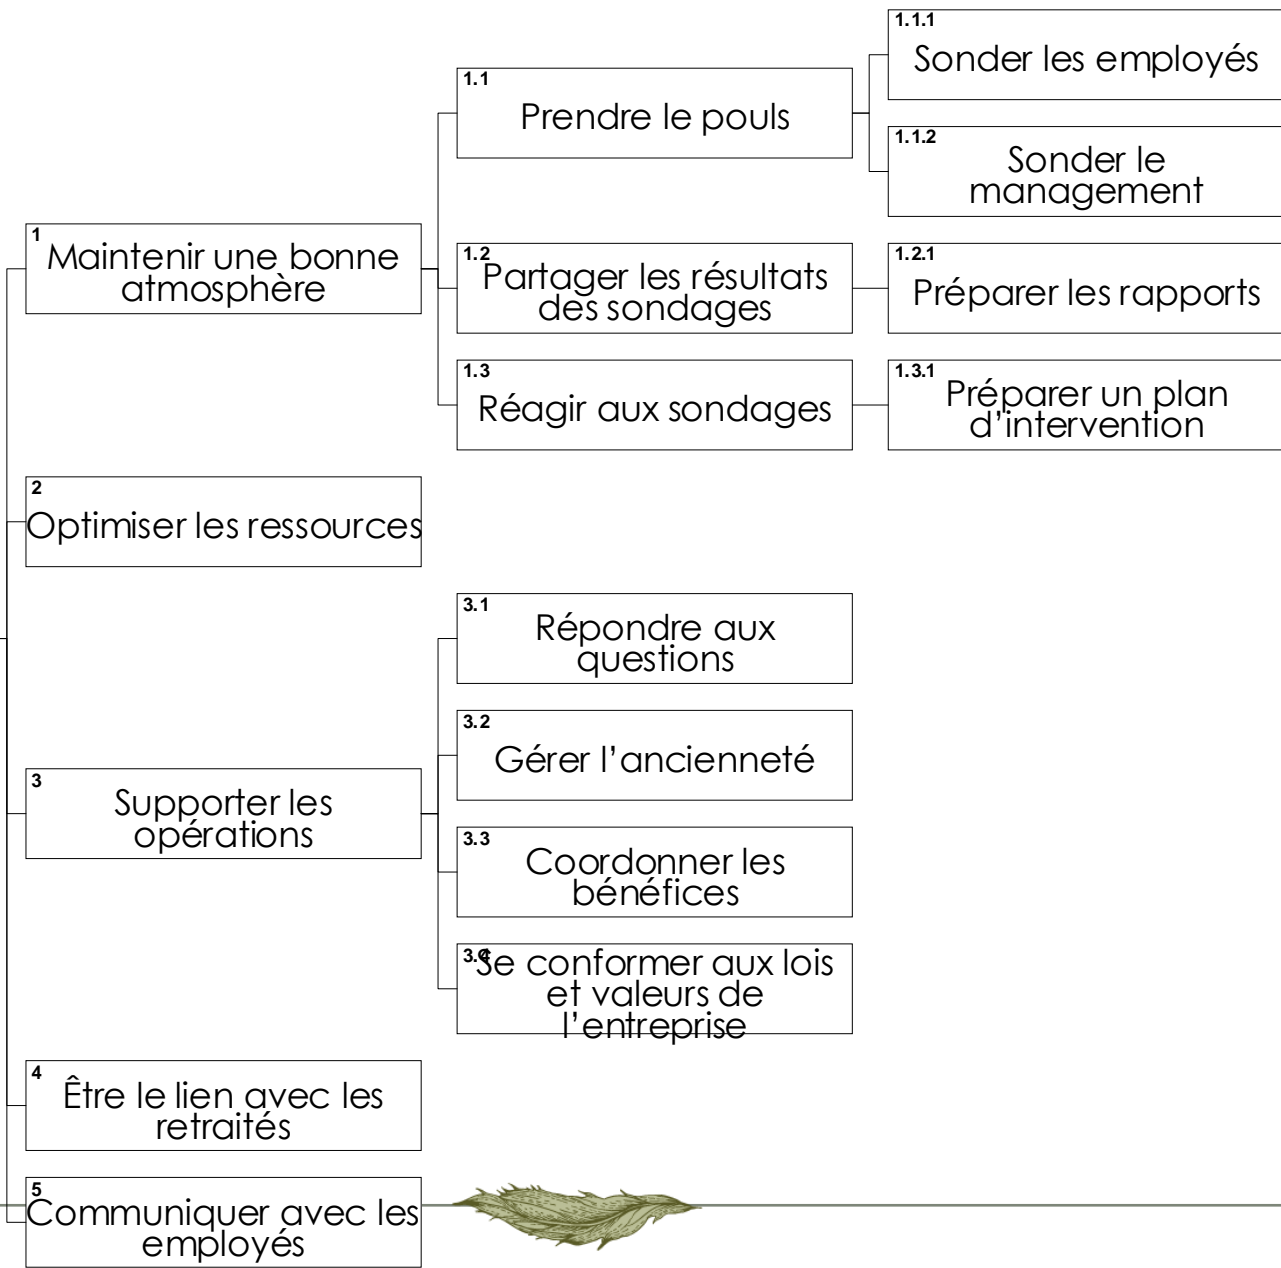 1
Maintenir une bonne
atmosphère
1.1
Prendre le pouls
1.1.1
Sonder les employés
1.1.2
Sonder le
management
1.2
Partager les résultats
des sondages
1.2.1
Préparer les rapports
1.3
Réagir aux sondages
1.3.1
Préparer un plan
d’intervention
2
Optimiser les ressources
3
Supporter les
opérations
3.1
Répondre aux
questions
3.2
Gérer l’ancienneté
3.3
Coordonner les
bénéfices
3.4
Se conformer aux lois
et valeurs de
l’entreprise
4
Être le lien avec les
retraités
5
Communiquer avec les
employés